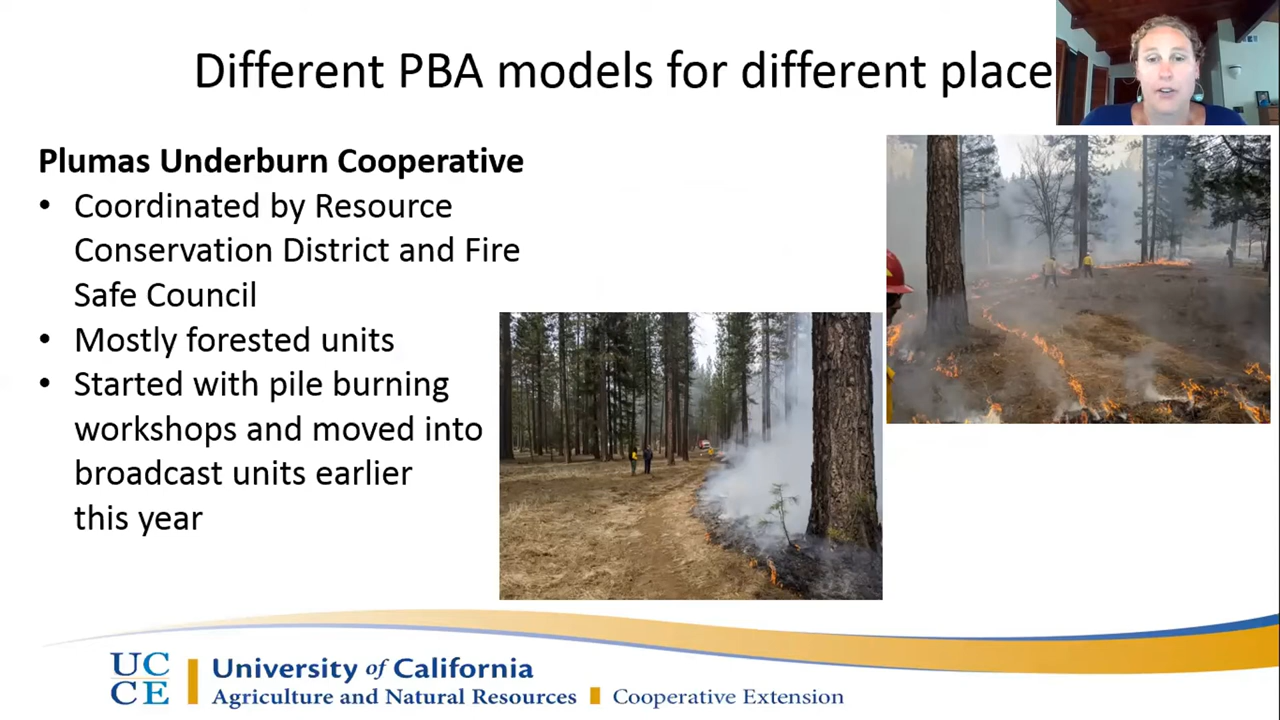 Different PBA models for different place
Plumas Underburn Cooperative
• Coordinated by Resource
Conservation District and Fire
Safe Council
• Mostly forested units
• Started with pile burning
workshops and moved into
broadcast units earlier
this year
UC
CE
University of California
Agriculture and Natural Resources
Cooperative Extension